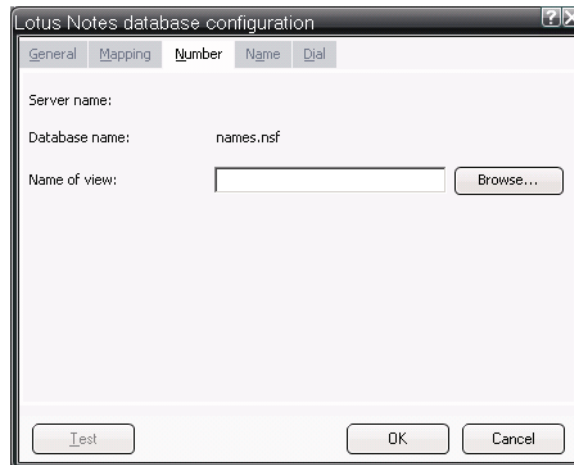 Lotus Notes database configuration
General Mapping Number Name Dial
Server name:
Database name: names.nsf
Name of view: Browse...
Test OK Cancel